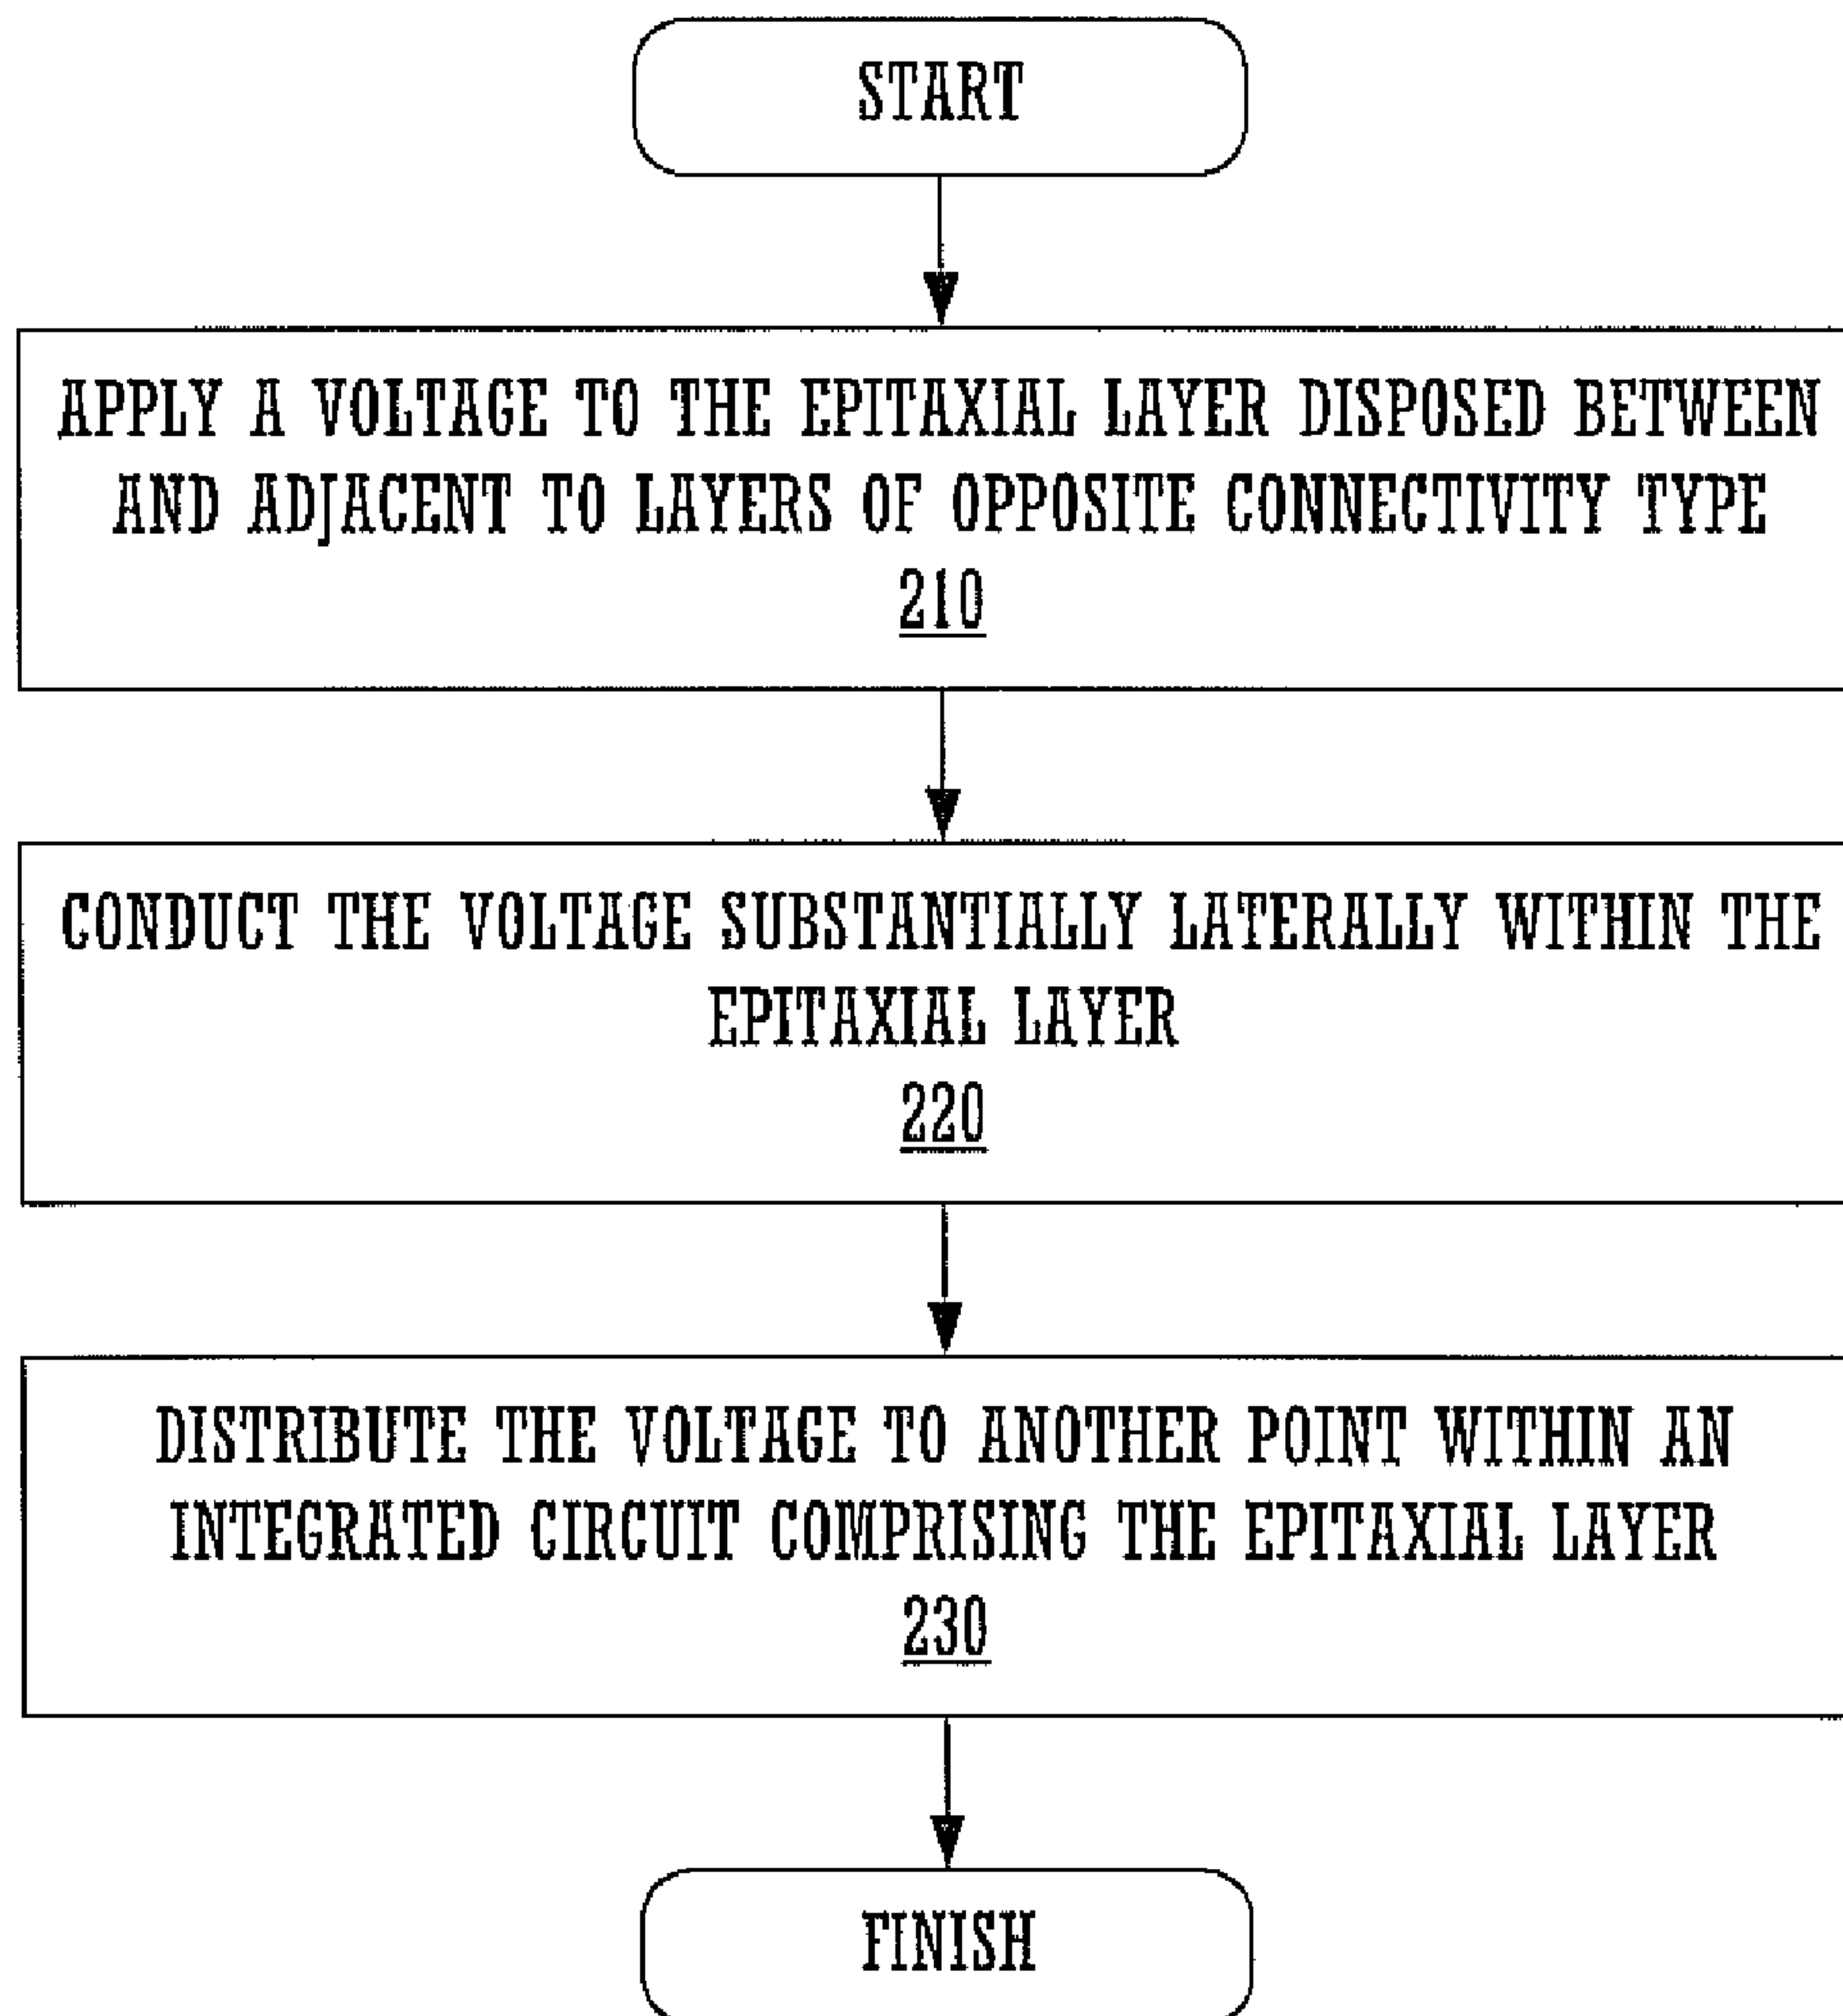 START
APPLY A VOLTAGE TO THE EPITAXIAL LAYER DISPOSED BETWEEN
AND ADJACENT TO LAYERS OF OPPOSITE CONNECTIVITY TYPE
210
CONDUCT THE VOLTAGE SUBSTANTIALLY LATERALLY WITHIN THE
EPITAXIAL LAYER
220
DISTRIBUTE THE VOLTAGE TO ANOTHER POINT WITHIN AN
INTEGRATED CIRCUIT COMPRISING THE EPITAXIAL LAYER
230
FINISH